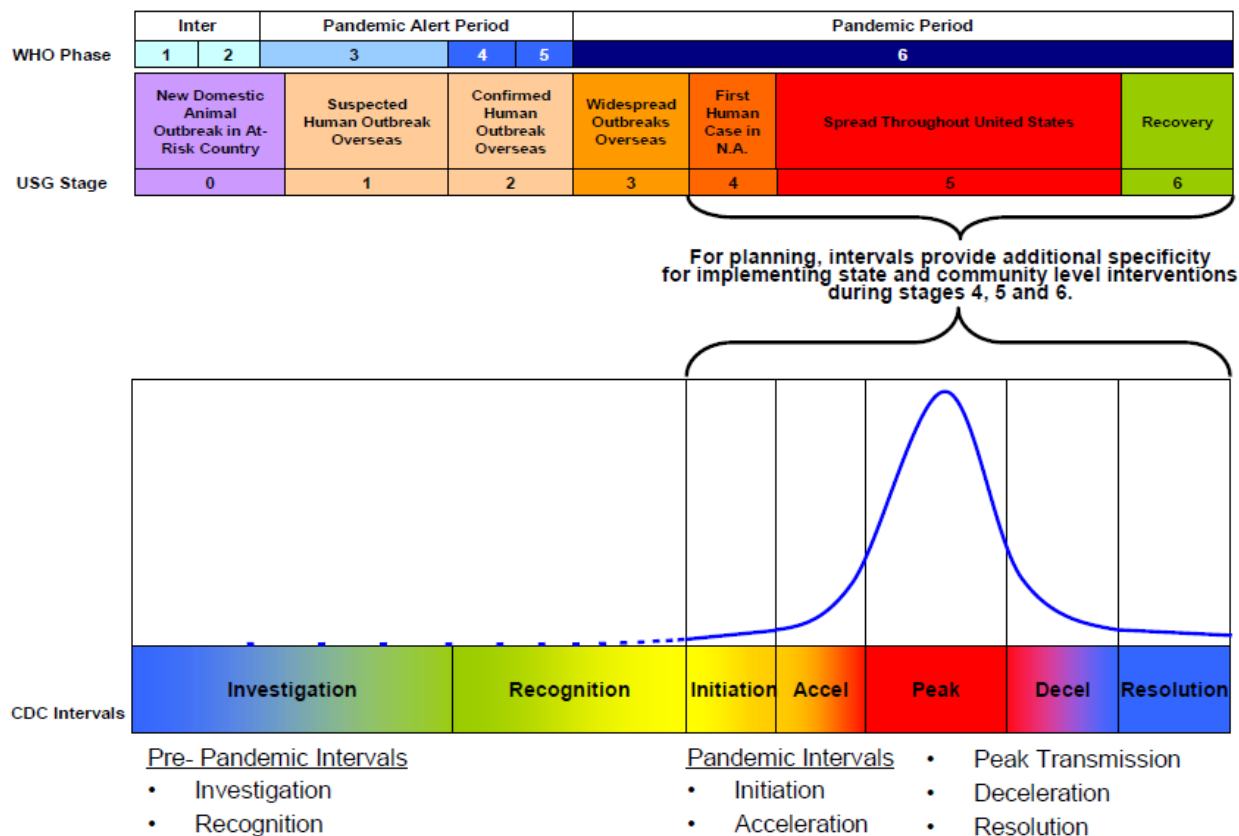 Inter Pandemic Alert Period Pandemic Period
WHO Phase 1 2 3 4 5 6
New Domestic
Animal
Outbreak in At-
Risk Country
Suspected
Human Outbreak
Overseas
Confirmed
Human
Outbreak
Overseas
Widespread
Outbreaks
Overseas
First
Human
Case in
N.A.
Spread Throughout United States
Recovery
USG Stage 0 1 2 3 4 5 6
For planning, intervals provide additional specificity
for implementing state and community level interventions
during stages 4, 5 and 6.
CDC Intervals Investigation Recognition Initiation Accel Peak Decel Resolution
Pre- Pandemic Intervals
• Investigation
• Recognition
Pandemic Intervals
• Initiation
• Acceleration
• Peak Transmission
• Deceleration
• Resolution